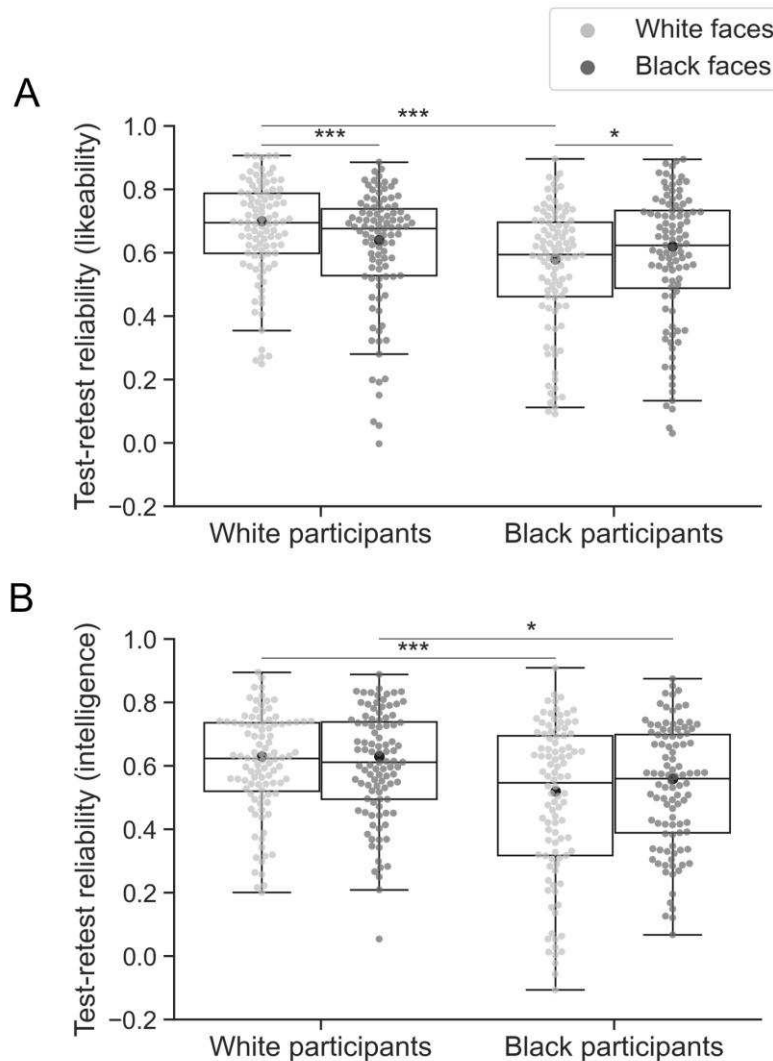 White faces
Black faces
A
Test-retest reliability (likeability)
1.0
0.8
0.6
0.4
0.2
0.0
−0.2
***
***
*
White participants
Black participants
B
Test-retest reliability (intelligence)
1.0
0.8
0.6
0.4
0.2
0.0
−0.2
*
***
White participants
Black participants